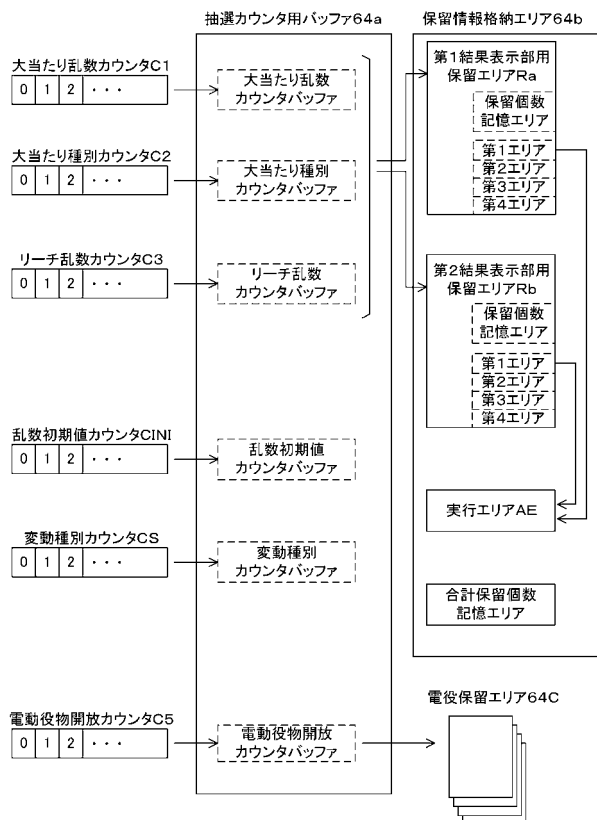 抽選カウンタ用バッファ64a
保留情報格納エリア64b
大当たり乱数カウンタC1
0 1 2 ・・・
大当たり乱数
カウンタバッファ
大当たり種別カウンタC2
0 1 2 ・・・
大当たり種別
カウンタバッファ
リーチ乱数カウンタC3
0 1 2 ・・・
リーチ乱数
カウンタバッファ
第1結果表示部用
保留エリアRa
保留個数
記憶エリア
第1エリア
第2エリア
第3エリア
第4エリア
第2結果表示部用
保留エリアRb
保留個数
記憶エリア
第1エリア
第2エリア
第3エリア
第4エリア
乱数初期値カウンタCINI
0 1 2 ・・・
乱数初期値
カウンタバッファ
変動種別カウンタCS
0 1 2 ・・・
変動種別
カウンタバッファ
実行エリアAE
合計保留個数
記憶エリア
電動役物開放カウンタC5
0 1 2 ・・・
電動役物開放
カウンタバッファ
電役保留エリア64C